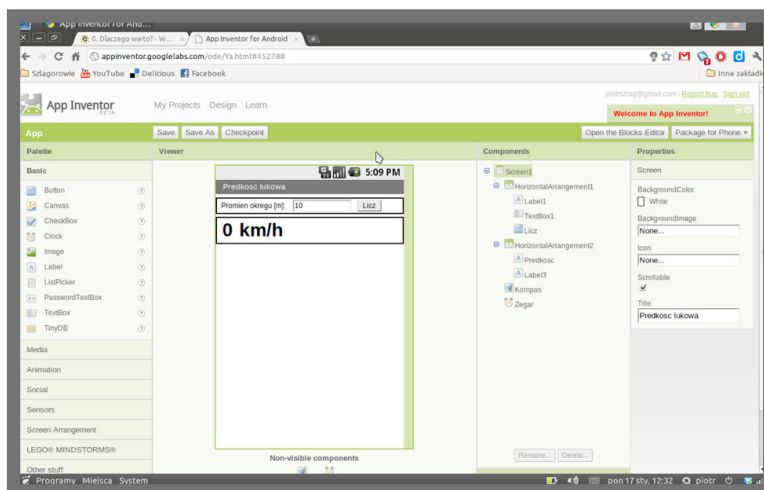 App Inventor for And...
0. Dlaczego warto? - W...
App Inventor for Android
appinventor.googlelabs.com/ode/Ya.html#452788
Szlagorowie YouTube Delicious Facebook Inne zakładk
App Inventor
BETA
My Projects Design Learn
piotrszlag@gmail.com | Report bug | Sign out
Welcome to App Inventor!
App
Save Save As Checkpoint
Open the Blocks Editor Package for Phone
Palette
Basic
Button
Canvas
CheckBox
Clock
Image
Label
ListPicker
PasswordTextBox
TextBox
TinyDB
Media
Animation
Social
Sensors
Screen Arrangement
LEGO® MINDSTORMS®
Other stuff
Viewer
5:09 PM
Predkosc lukowa
Promien okregu [m]: 10 Licz
0 km/h
Non-visible components
Components
Screen1
HorizontalArrangement1
Label1
TextBox1
Licz
HorizontalArrangement2
Predkosc
Label3
Kompas
Zegar
Rename... Delete...
Properties
Screen
BackgroundColor
White
BackgroundImage
None...
Icon
None...
Scrollable
Title
Predkosc lukowa
Programy Miejsca System
pon 17 sty, 12:32 piotr